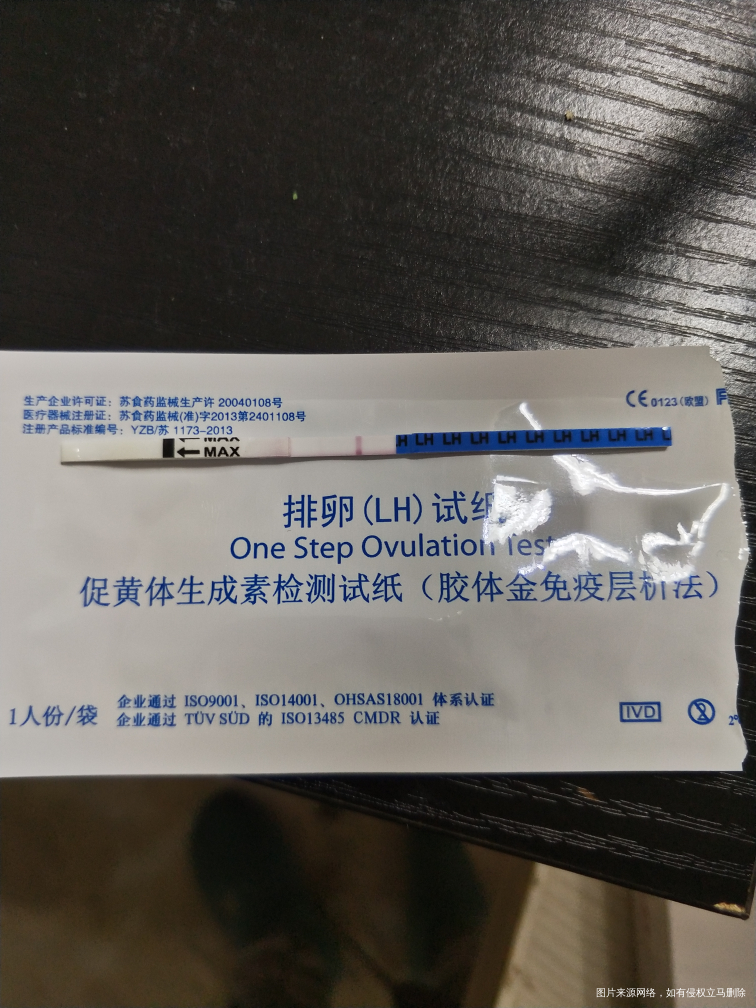 生产企业许可证：苏食药监械生产许 20040108号
医疗器械注册证：苏食药监械(准)字2013第2401108号
注册产品标准编号：YZB/苏 1173-2013
CE 0123(欧盟)
MAX
MAX
LH LH LH LH LH LH LH LH LH
排卵(LH)试纸
One Step Ovulation Test
促黄体生成素检测试纸（胶体金免疫层析法）
1人份/袋
企业通过 ISO9001、ISO14001、OHSAS18001 体系认证
企业通过 TÜV SÜD 的 ISO13485 CMDR 认证
IVD
2
图片来源网络，如有侵权立马删除